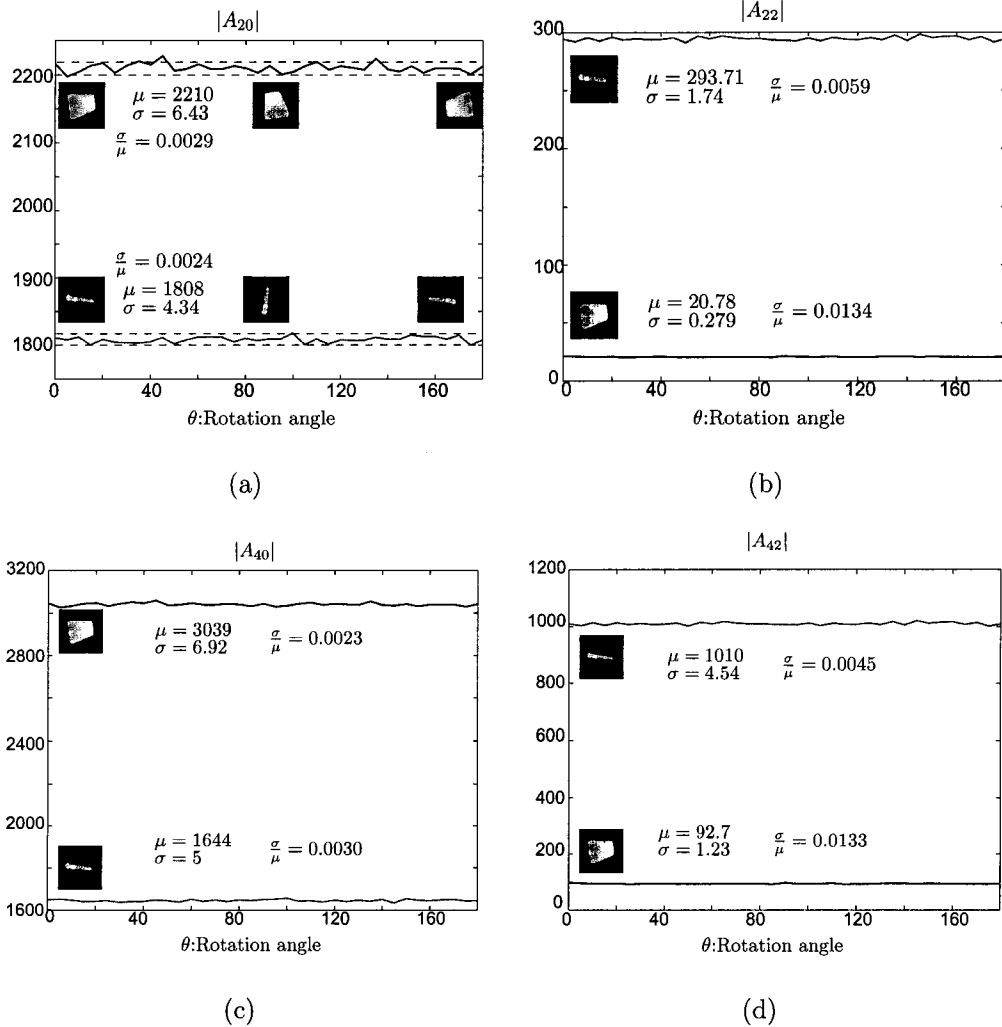 |A₂₀|
2200
2100
2000
1900
1800
μ = 2210
σ = 6.43
σ/μ = 0.0029
σ/μ = 0.0024
μ = 1808
σ = 4.34
0 40 80 120 160
θ:Rotation angle
(a)
|A₂₂|
300
200
100
0
μ = 293.71
σ = 1.74
σ/μ = 0.0059
μ = 20.78
σ = 0.279
σ/μ = 0.0134
0 40 80 120 160
θ:Rotation angle
(b)
|A₄₀|
3200
2800
2400
2000
1600
μ = 3039
σ = 6.92
σ/μ = 0.0023
μ = 1644
σ = 5
σ/μ = 0.0030
0 40 80 120 160
θ:Rotation angle
(c)
|A₄₂|
1200
1000
800
600
400
200
0
μ = 1010
σ = 4.54
σ/μ = 0.0045
μ = 92.7
σ = 1.23
σ/μ = 0.0133
0 40 80 120 160
θ:Rotation angle
(d)